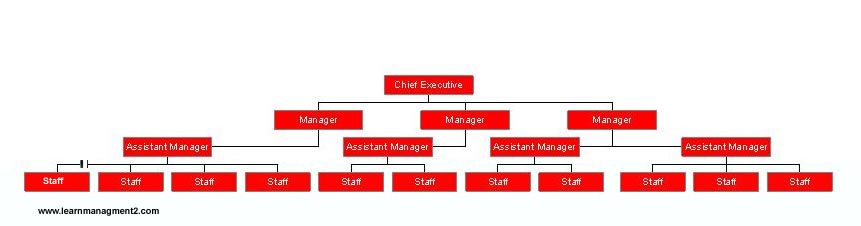 Chief Executive
Manager Manager Manager
Assistant Manager Assistant Manager Assistant Manager Assistant Manager
Staff Staff Staff Staff Staff Staff Staff Staff Staff Staff Staff
www.learnmanagment2.com